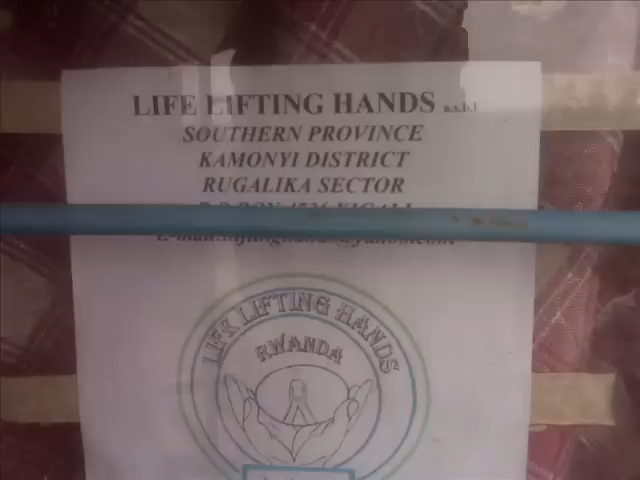 LIFE LIFTING HANDS a.s.b.l
SOUTHERN PROVINCE
KAMONYI DISTRICT
RUGALIKA SECTOR
LIFE LIFTING HANDS
RWANDA